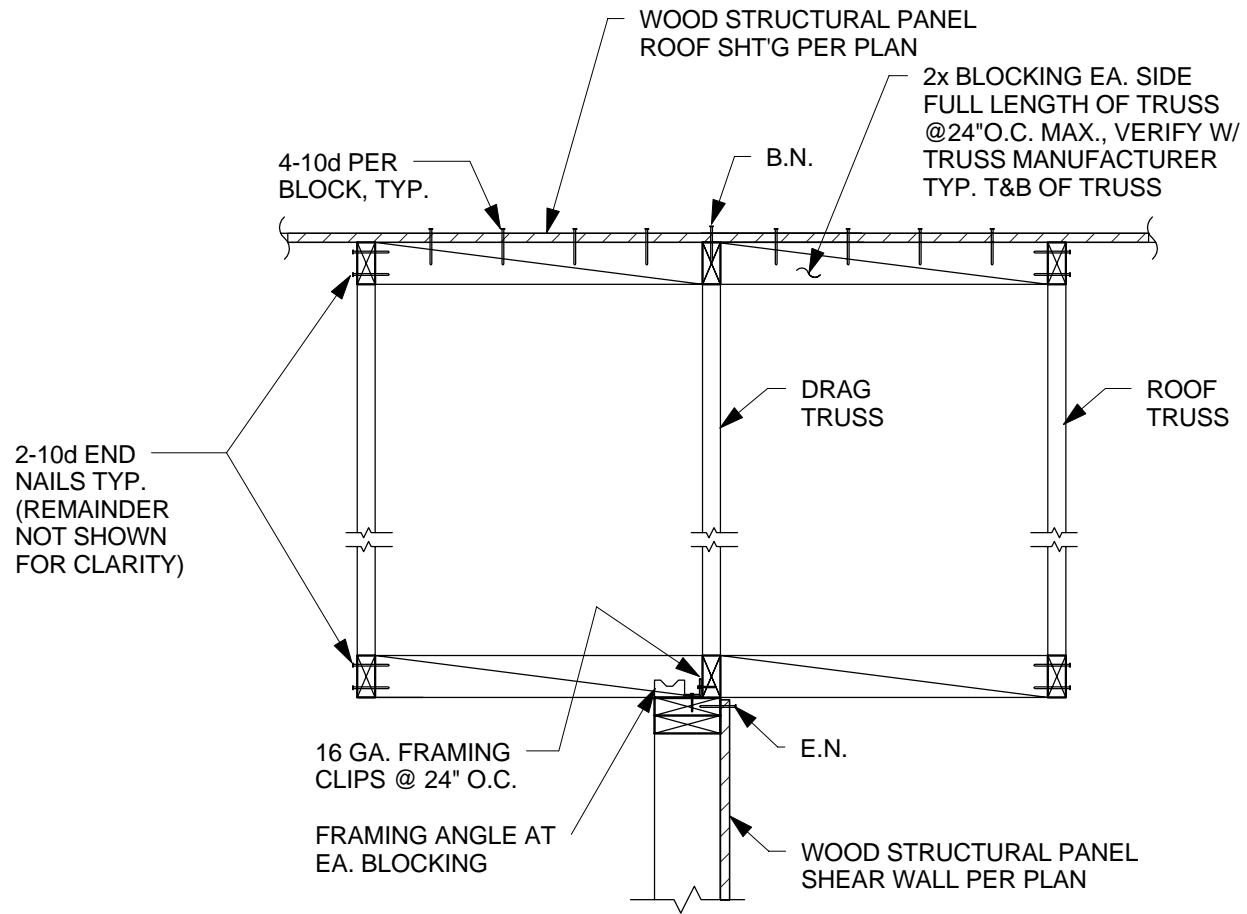 WOOD STRUCTURAL PANEL
ROOF SHT'G PER PLAN
2x BLOCKING EA. SIDE
FULL LENGTH OF TRUSS
@24"O.C. MAX., VERIFY W/
TRUSS MANUFACTURER
TYP. T&B OF TRUSS
4-10d PER
BLOCK, TYP.
B.N.
DRAG
TRUSS
ROOF
TRUSS
2-10d END
NAILS TYP.
(REMAINDER
NOT SHOWN
FOR CLARITY)
16 GA. FRAMING
CLIPS @ 24" O.C.
E.N.
FRAMING ANGLE AT
EA. BLOCKING
WOOD STRUCTURAL PANEL
SHEAR WALL PER PLAN